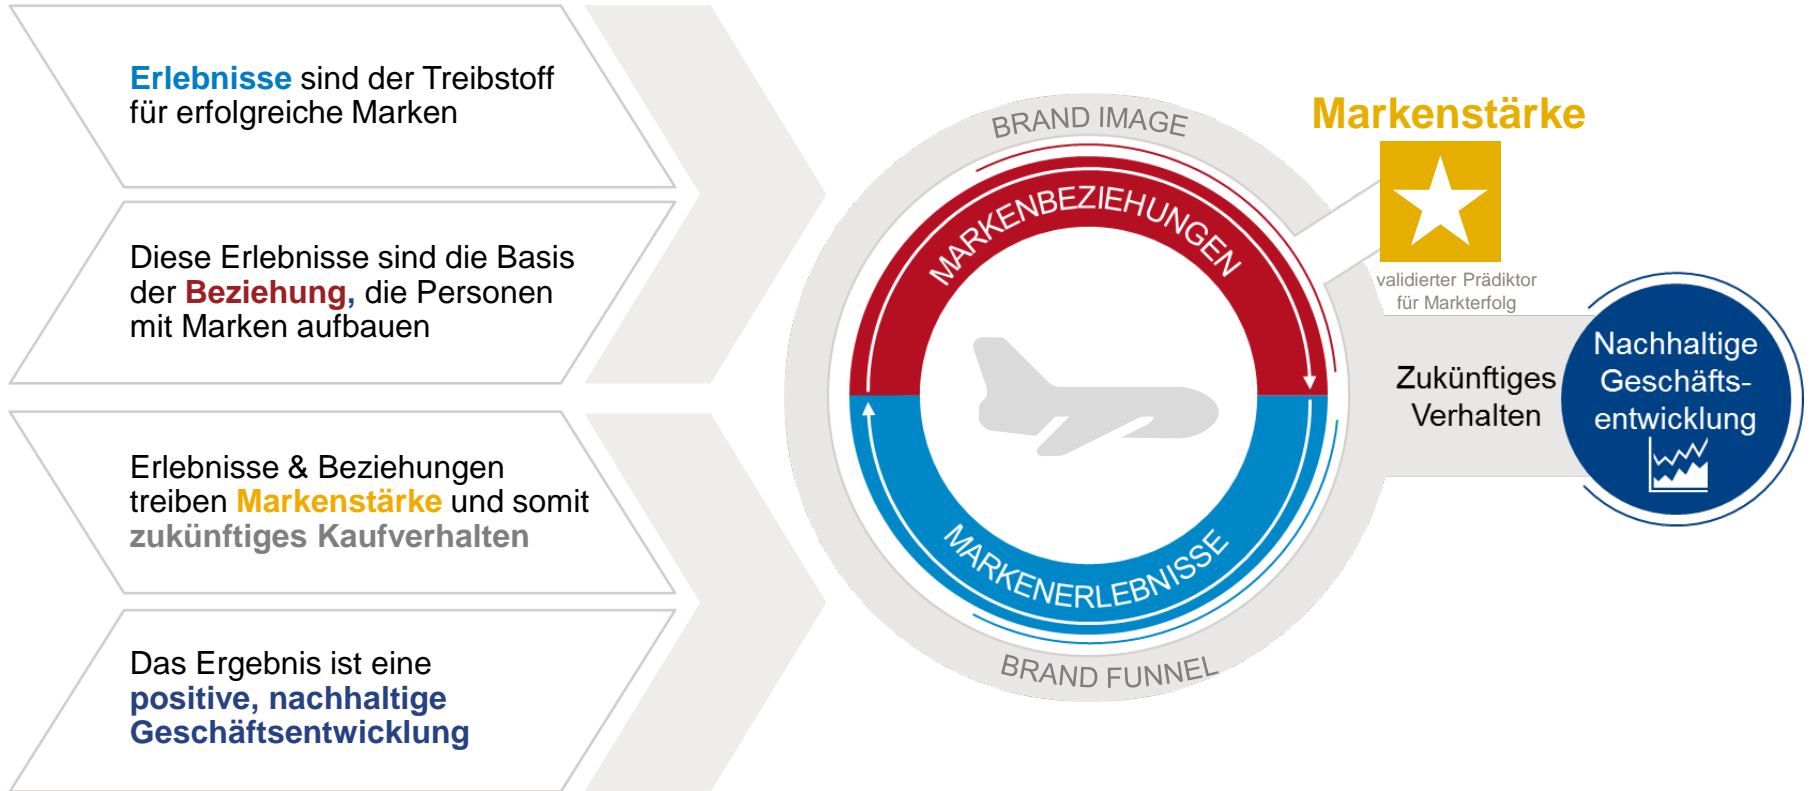 Erlebnisse sind der Treibstoff
für erfolgreiche Marken
Diese Erlebnisse sind die Basis
der Beziehung, die Personen
mit Marken aufbauen
Erlebnisse & Beziehungen
treiben Markenstärke und somit
zukünftiges Kaufverhalten
Das Ergebnis ist eine
positive, nachhaltige
Geschäftsentwicklung
BRAND IMAGE
MARKENBEZIEHUNGEN
MARKENERLEBNISSE
BRAND FUNNEL
Markenstärke
validierter Prädiktor
für Markterfolg
Zukünftiges
Verhalten
Nachhaltige
Geschäfts-
entwicklung